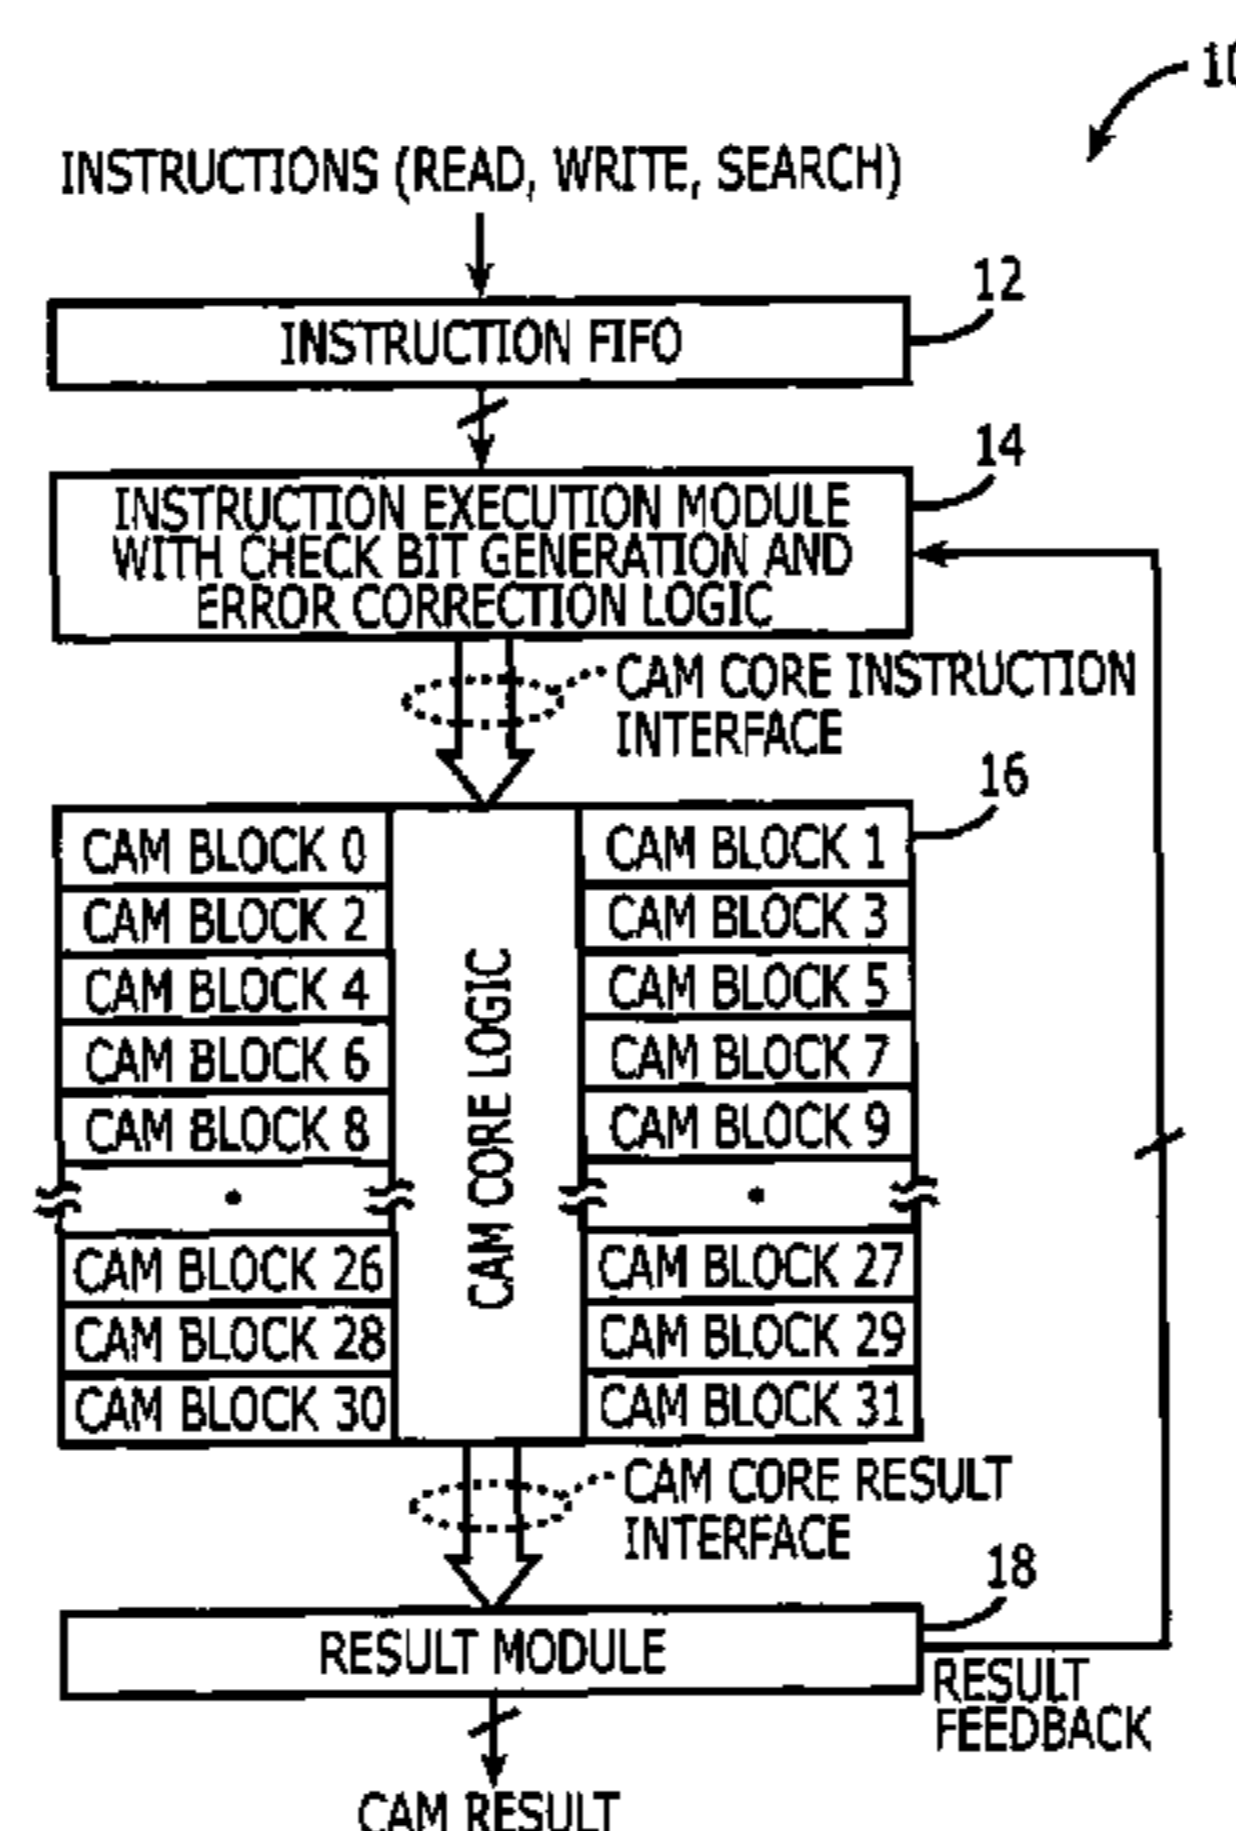 10
INSTRUCTIONS (READ, WRITE, SEARCH)
12
INSTRUCTION FIFO
14
INSTRUCTION EXECUTION MODULE
WITH CHECK BIT GENERATION AND
ERROR CORRECTION LOGIC
CAM CORE INSTRUCTION
INTERFACE
16
CAM BLOCK 0
CAM BLOCK 1
CAM BLOCK 2
CAM BLOCK 3
CAM BLOCK 4
CAM BLOCK 5
CAM BLOCK 6
CAM BLOCK 7
CAM BLOCK 8
CAM BLOCK 9
CAM CORE LOGIC
CAM BLOCK 26
CAM BLOCK 27
CAM BLOCK 28
CAM BLOCK 29
CAM BLOCK 30
CAM BLOCK 31
CAM CORE RESULT
INTERFACE
18
RESULT MODULE
RESULT
FEEDBACK
CAM RESULT